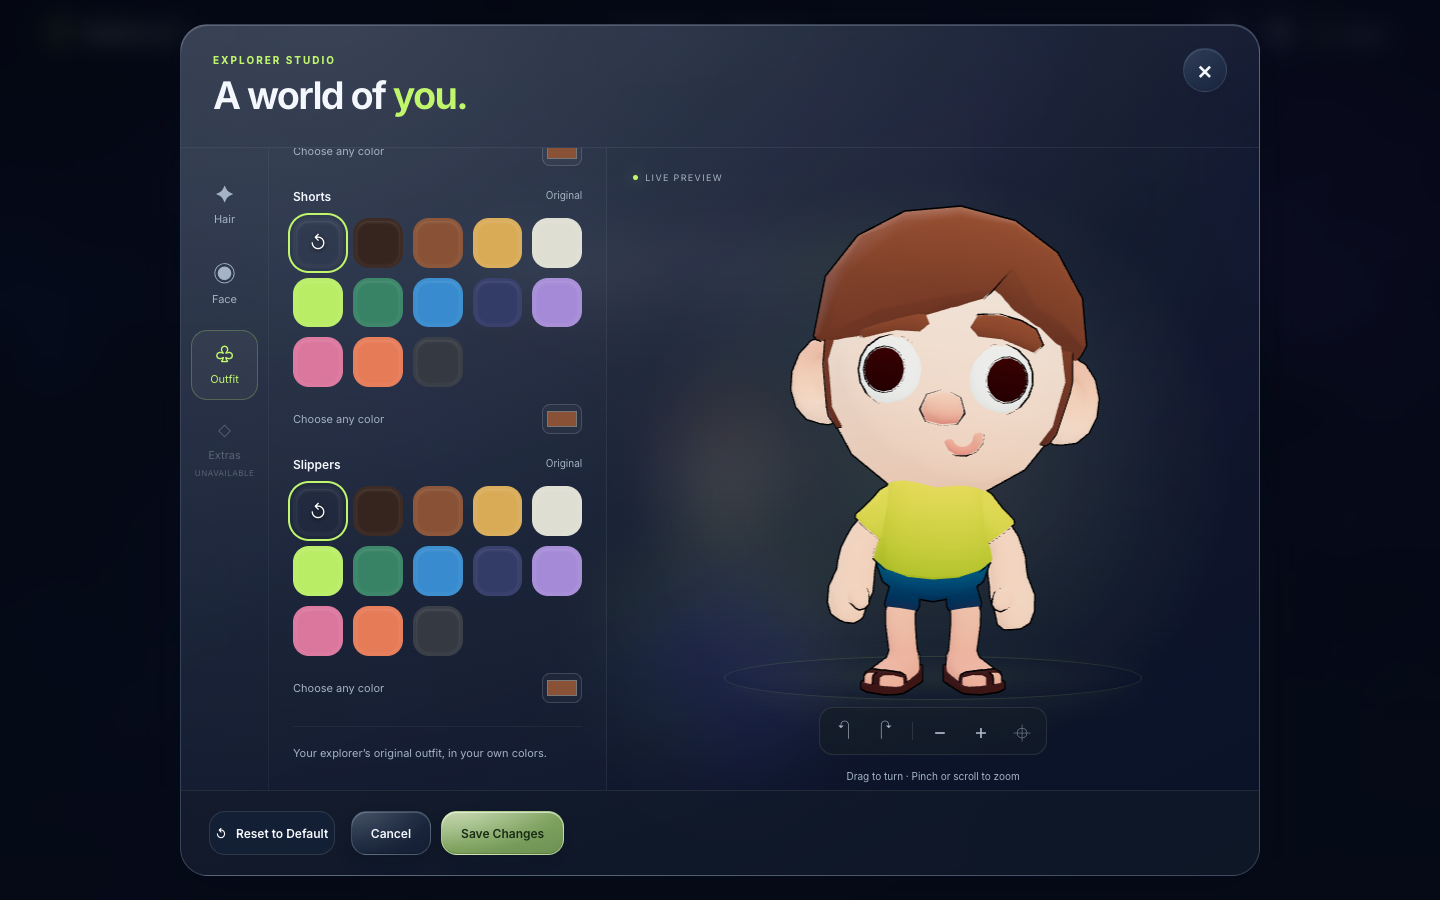 EXPLORER STUDIO
A world of you.
Choose any color
LIVE PREVIEW
Hair
Face
Outfit
Extras
UNAVAILABLE
Shorts
Original
Choose any color
Slippers
Original
Choose any color
Your explorer’s original outfit, in your own colors.
Drag to turn · Pinch or scroll to zoom
Reset to Default
Cancel
Save Changes